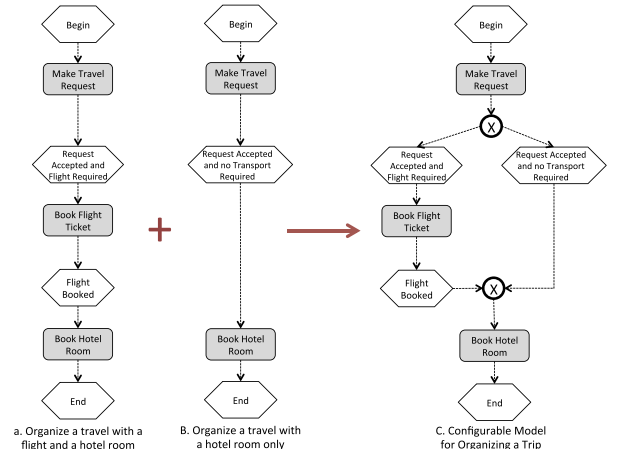 Begin
Make Travel
Request
Request
Accepted and
Flight Required
Book Flight
Ticket
Flight
Booked
Book Hotel
Room
End
a. Organize a travel with a
flight and a hotel room
+
Begin
Make Travel
Request
Request Accepted
and no Transport
Required
Book Hotel
Room
End
B. Organize a travel with
a hotel room only
Begin
Make Travel
Request
X
Request
Accepted and
Flight Required
Request Accepted
and no Transport
Required
Book Flight
Ticket
Flight
Booked
X
Book Hotel
Room
End
C. Configurable Model
for Organizing a Trip